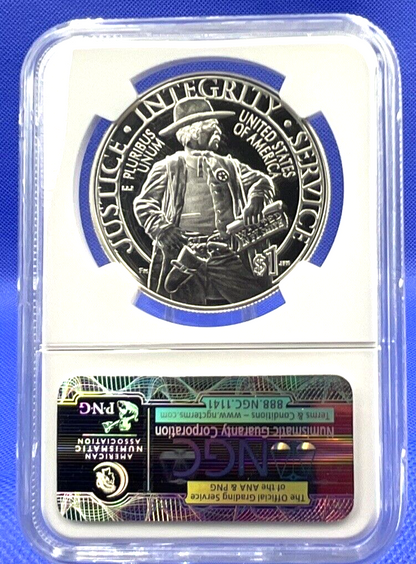 JUSTICE • INTEGRITY • SERVICE
E PLURIBUS
UNUM
UNITED STATES
OF AMERICA
WANTED
$1
The Official Grading Service
of the ANA & PNG
NGC
Numismatic Guaranty Corporation
Terms & Conditions – www.ngcterms.com
888.NGC.1141
AMERICAN
NUMISMATIC
ASSOCIATION
PNG